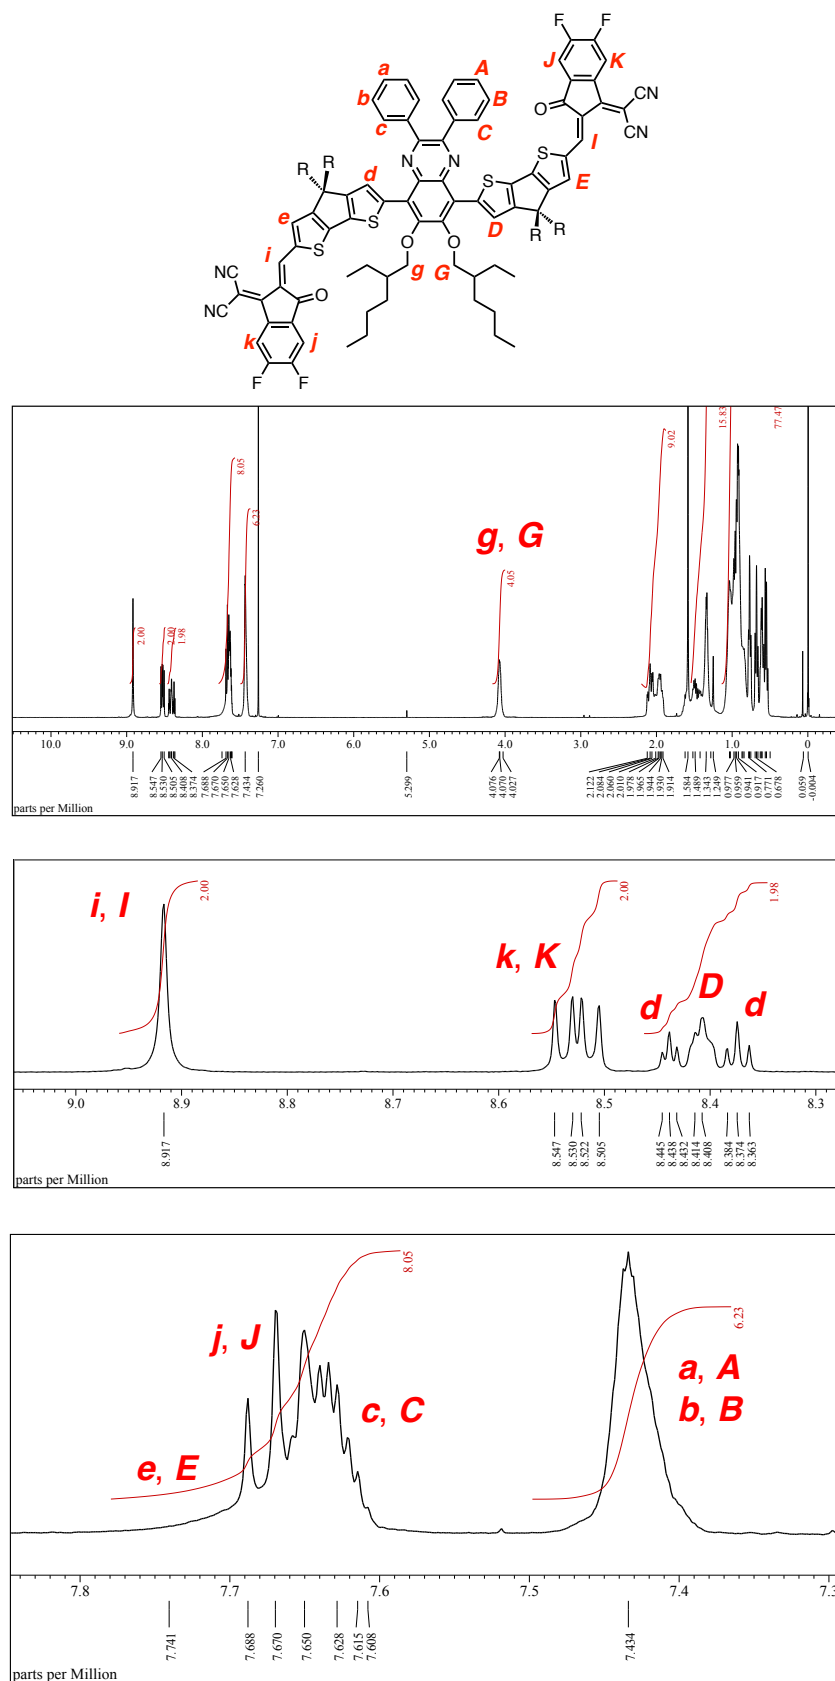 F F
J K
a A
b B
c C
O
CN
CN
I
N N
S
R R
d
S
E
e
S
S
D
R R
S
i
O O
g G
NC
NC
O
k j
F F
g, G
2.00
2.00
1.98
8.05
6.23
4.05
9.02
15.83
77.47
10.0 9.0 8.0 7.0 6.0 5.0 4.0 3.0 2.0 1.0 0
8.917 8.547 8.530 8.505 8.408 8.374 7.688 7.670 7.650 7.628 7.434 7.260 5.299 4.076 4.070 4.027 2.122 2.084 2.060 2.010 1.978 1.965 1.944 1.930 1.914 1.584 1.489 1.343 1.249 0.977 0.959 0.941 0.917 0.771 0.678 0.059 -0.004
parts per Million
i, I
2.00
k, K
2.00
d
D
d
1.98
9.0 8.9 8.8 8.7 8.6 8.5 8.4 8.3
8.917 8.547 8.530 8.522 8.505 8.445 8.438 8.432 8.414 8.408 8.384 8.374 8.363
parts per Million
8.05
6.23
j, J
e, E
c, C
a, A
b, B
7.8 7.7 7.6 7.5 7.4 7.3
7.741 7.688 7.670 7.650 7.628 7.615 7.608 7.434
parts per Million